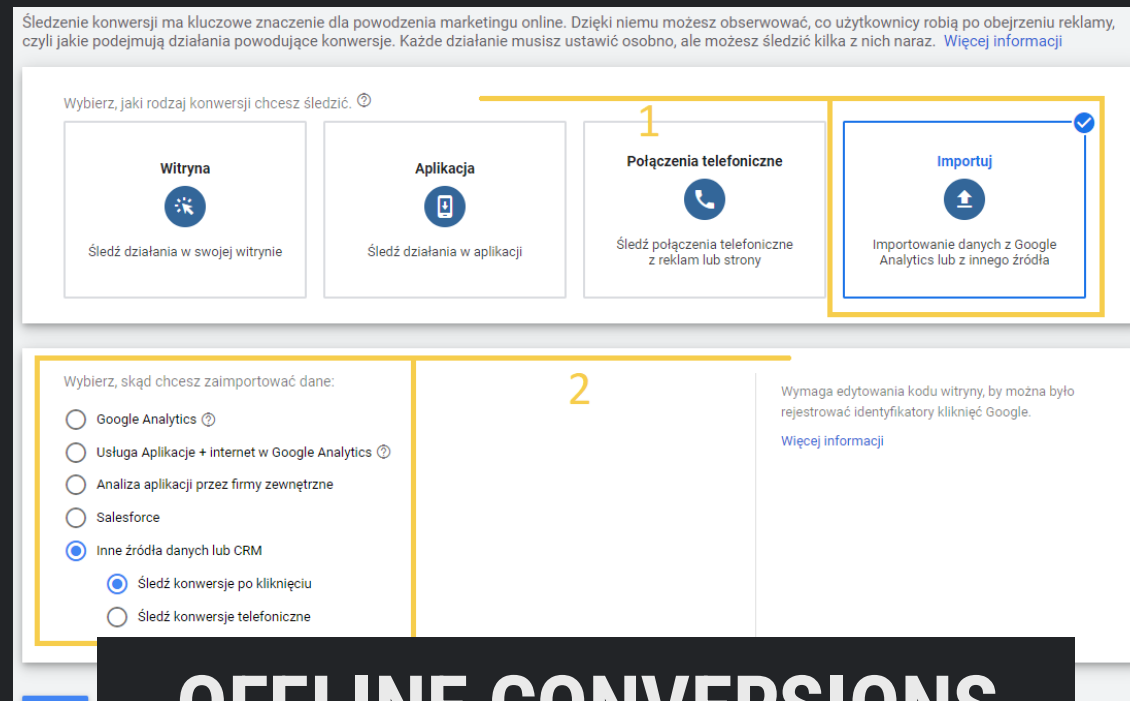 Śledzenie konwersji ma kluczowe znaczenie dla powodzenia marketingu online. Dzięki niemu możesz obserwować, co użytkownicy robią po obejrzeniu reklamy,
czyli jakie podejmują działania powodujące konwersje. Każde działanie musisz ustawić osobno, ale możesz śledzić kilka z nich naraz. Więcej informacji
Wybierz, jaki rodzaj konwersji chcesz śledzić.
1
Witryna
Śledź działania w swojej witrynie
Aplikacja
Śledź działania w aplikacji
Połączenia telefoniczne
Śledź połączenia telefoniczne
z reklam lub strony
Importuj
Importowanie danych z Google
Analytics lub z innego źródła
2
Wybierz, skąd chcesz zaimportować dane:
Google Analytics
Usługa Aplikacje + internet w Google Analytics
Analiza aplikacji przez firmy zewnętrzne
Salesforce
Inne źródła danych lub CRM
Śledź konwersje po kliknięciu
Śledź konwersje telefoniczne
Wymaga edytowania kodu witryny, by można było
rejestrować identyfikatory kliknięć Google.
Więcej informacji
OFFLINE CONVERSIONS